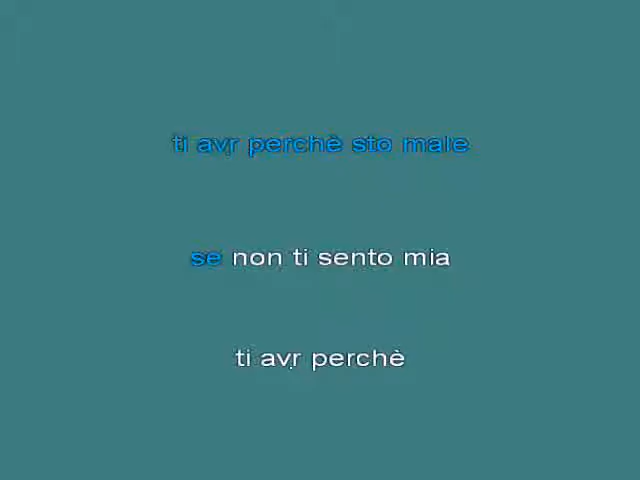 ti avr perchè sto male
se non ti sento mia
ti avr perchè